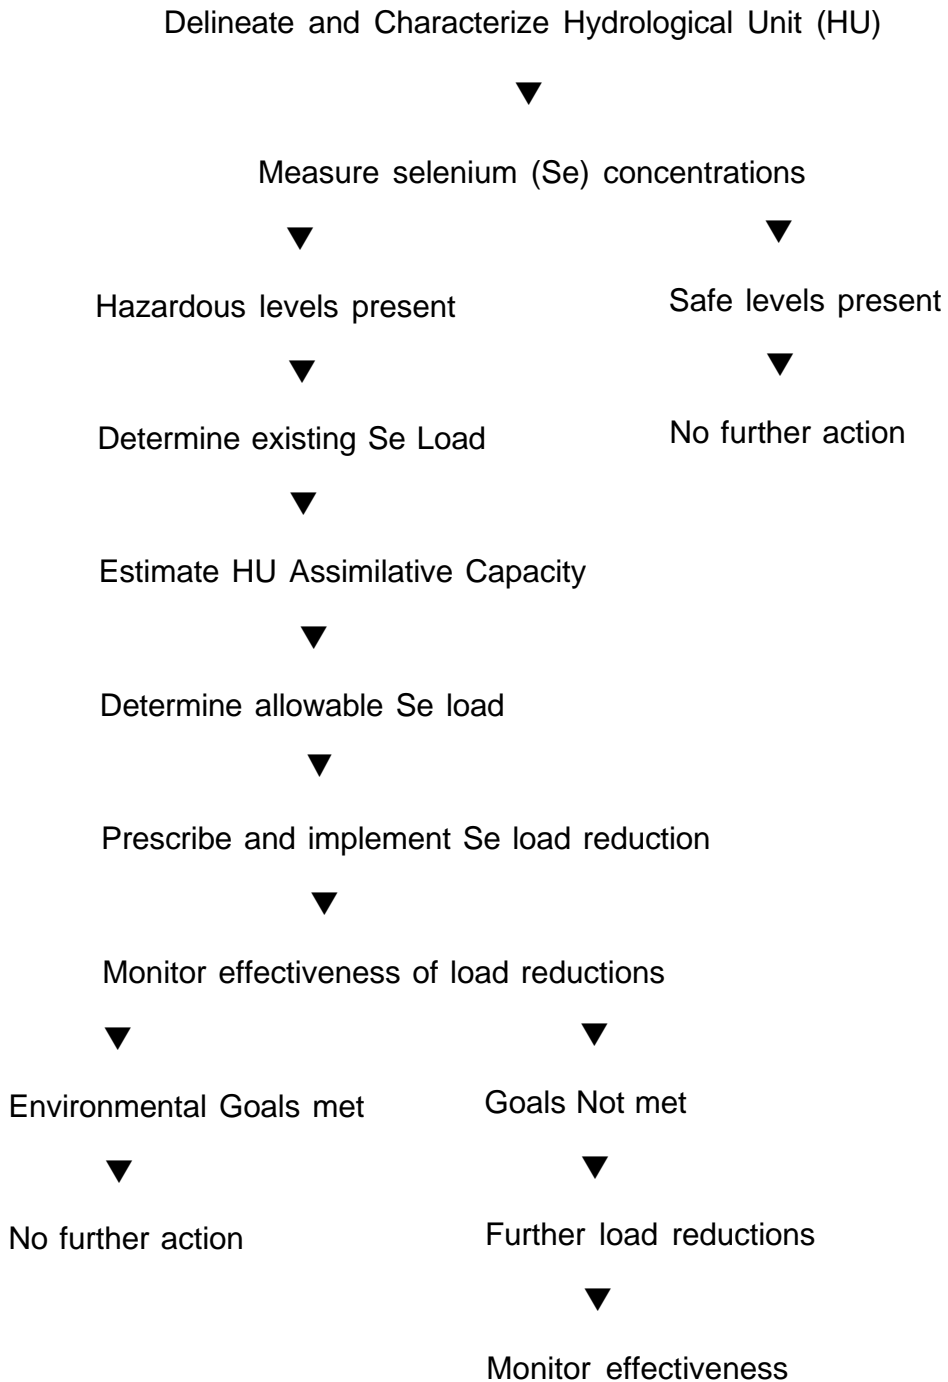 Delineate and Characterize Hydrological Unit (HU)
Measure selenium (Se) concentrations
Hazardous levels present
Safe levels present
Determine existing Se Load
No further action
Estimate HU Assimilative Capacity
Determine allowable Se load
Prescribe and implement Se load reduction
Monitor effectiveness of load reductions
Environmental Goals met
Goals Not met
No further action
Further load reductions
Monitor effectiveness